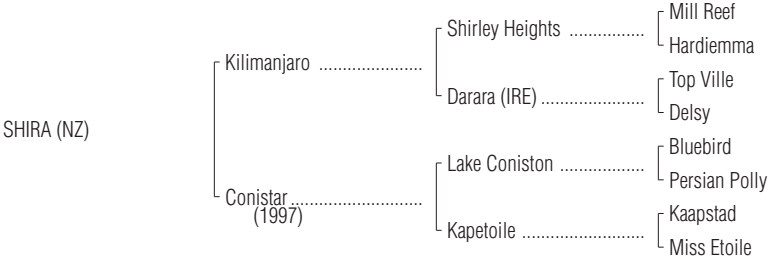 Mill Reef
Shirley Heights ................
Hardiemma
Kilimanjaro ......................
Top Ville
Darara (IRE) ......................
Delsy
SHIRA (NZ)
Bluebird
Lake Coniston ..................
Persian Polly
Conistar ............................
(1997)
Kaapstad
Kapetoile ..........................
Miss Etoile